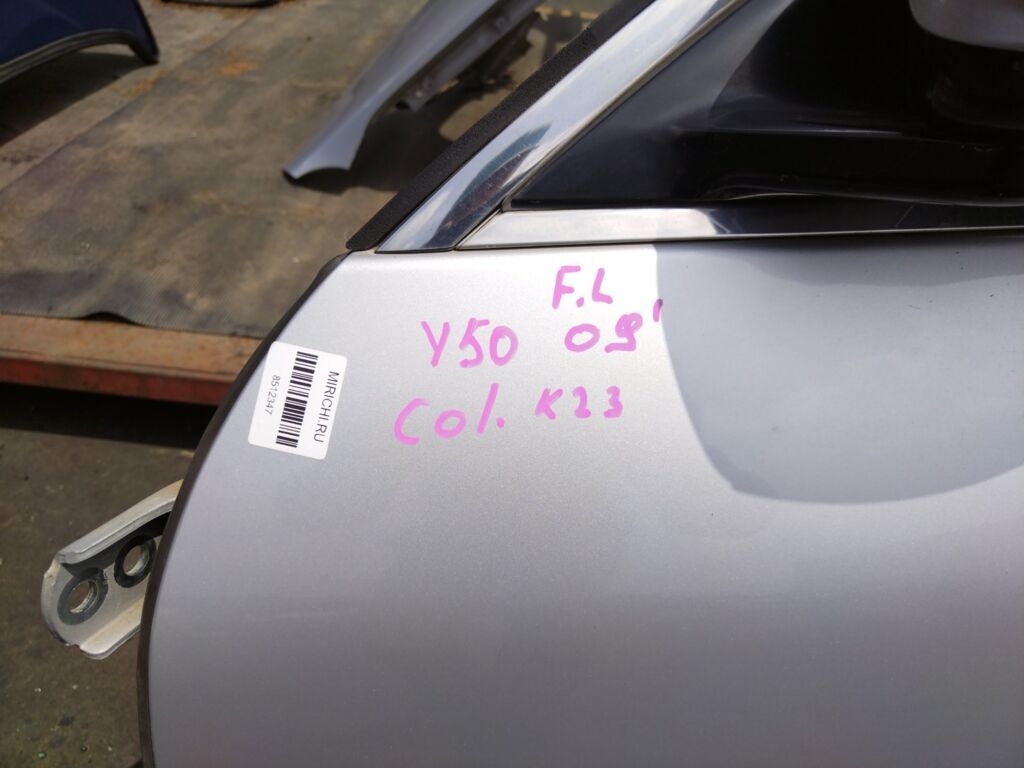 F.L
Y50 09'
Col. K23
MIRICHI.RU
8512347